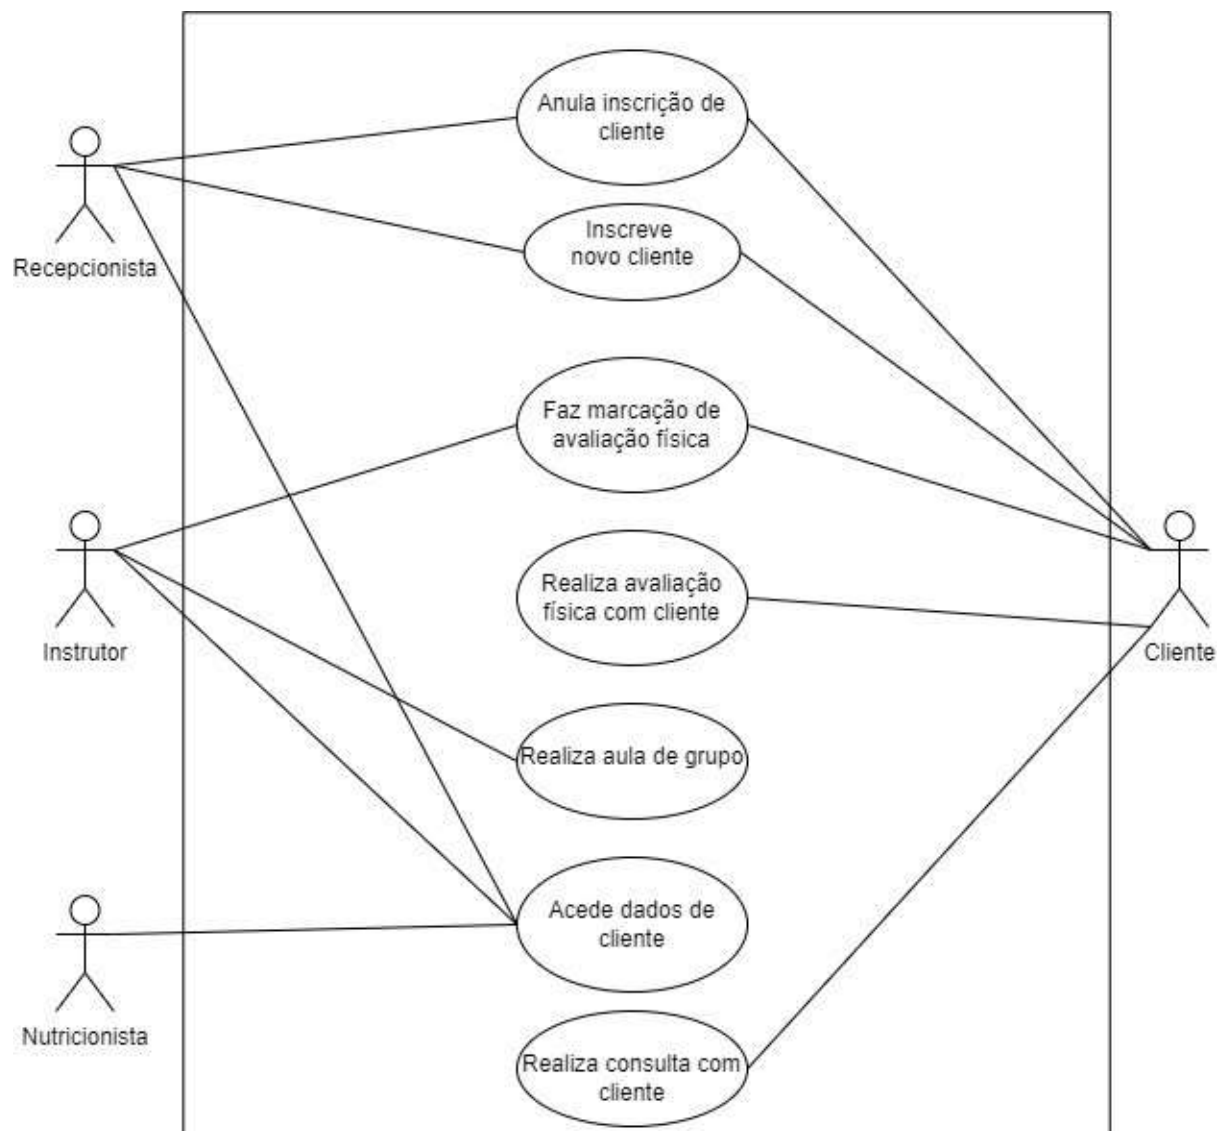 Anula inscrição de
cliente
Recepcionista
Inscreve
novo cliente
Faz marcação de
avaliação física
Instrutor
Realiza avaliação
física com cliente
Cliente
Realiza aula de grupo
Nutricionista
Acede dados de
cliente
Realiza consulta com
cliente